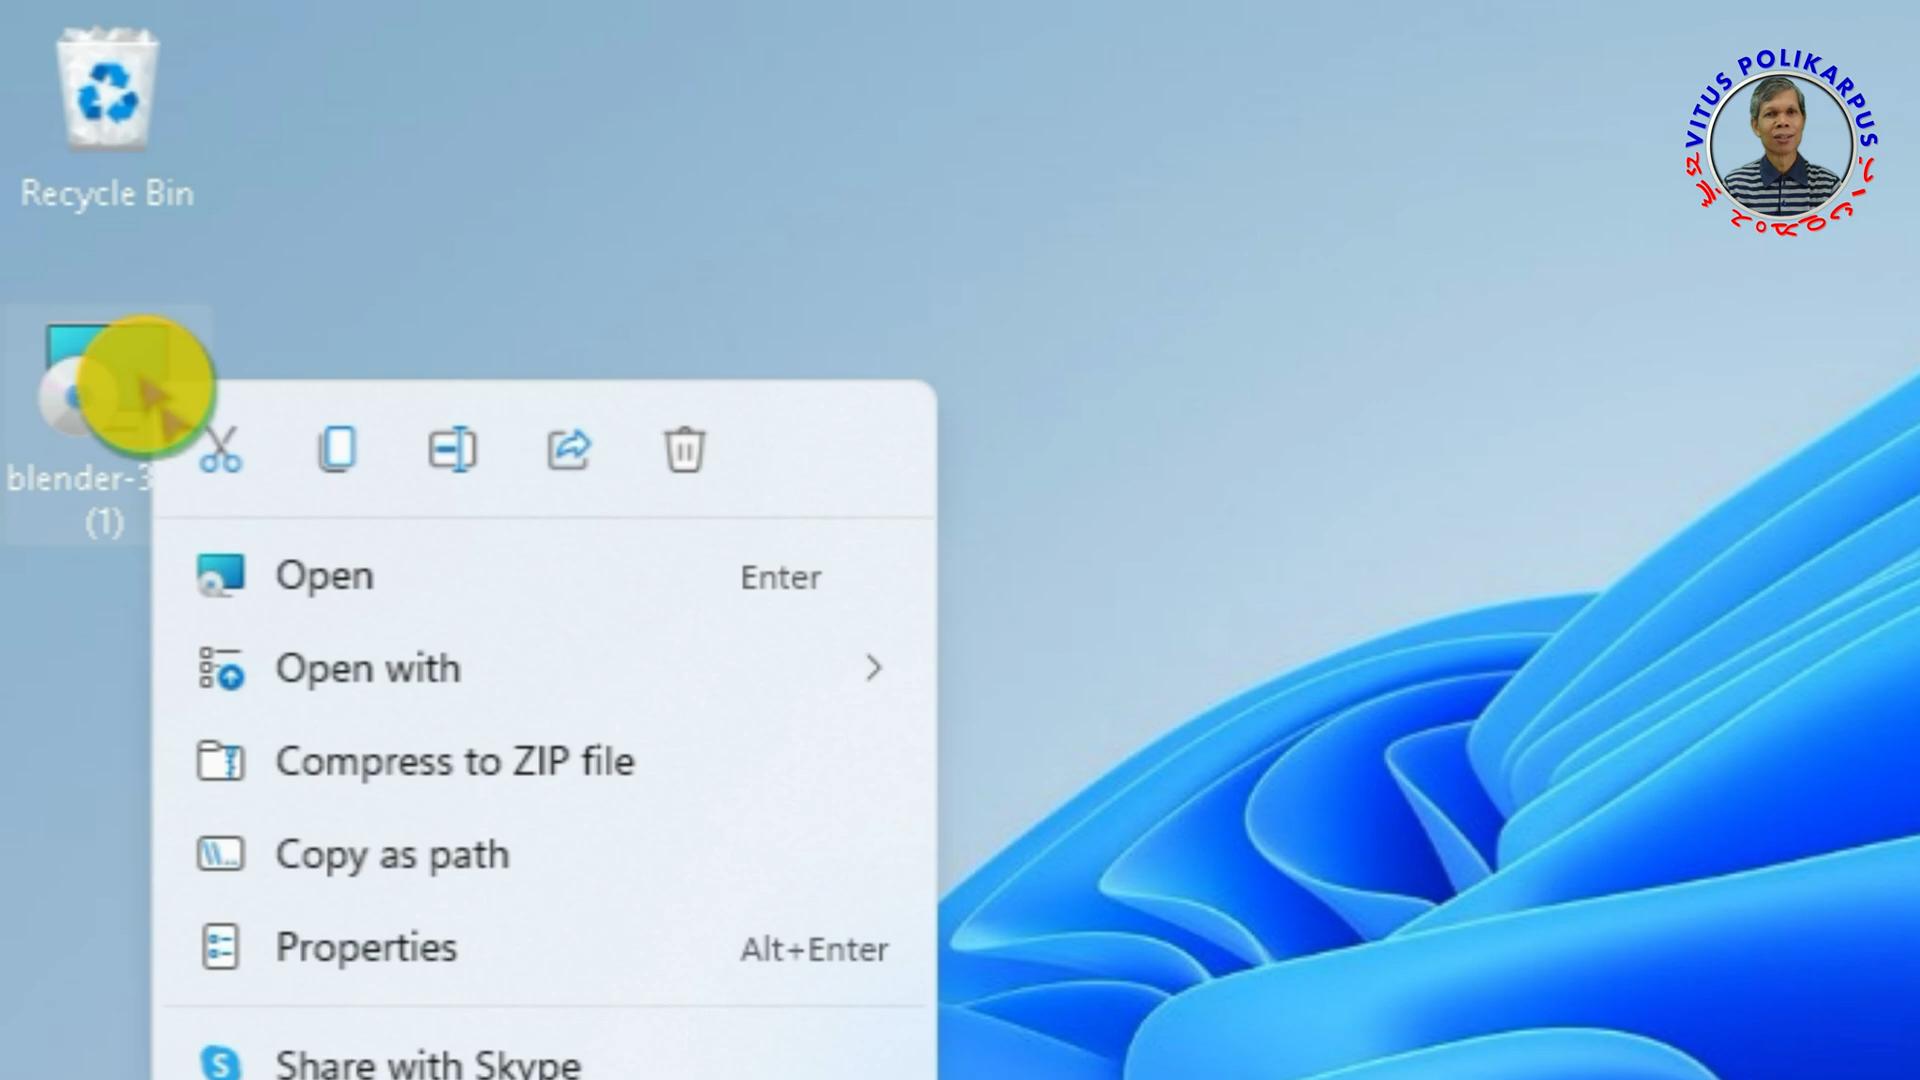 VITUS POLIKARPUS
Recycle Bin
blender-3
(1)
Open Enter
Open with
Compress to ZIP file
Copy as path
Properties Alt+Enter
Share with Skype